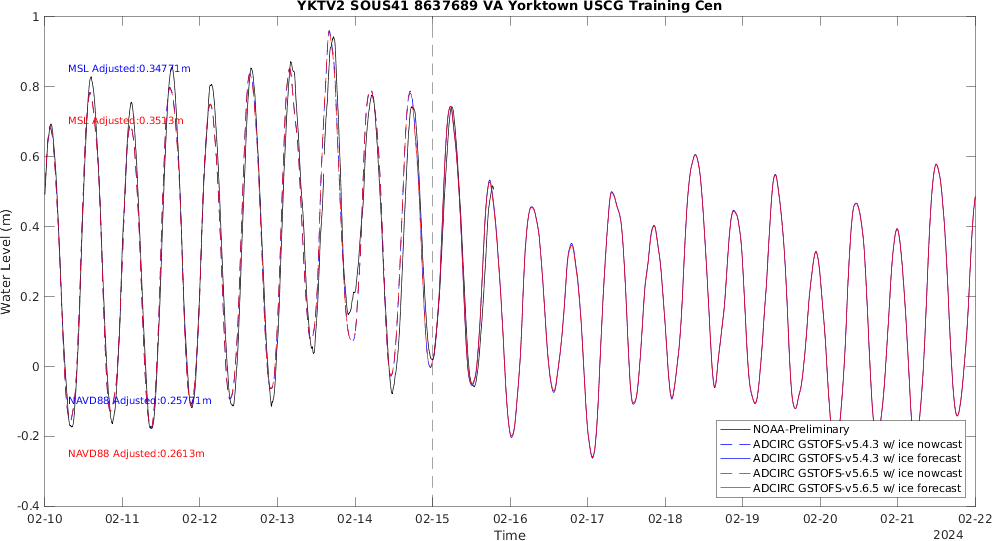 YKTV2 SOUS41 8637689 VA Yorktown USCG Training Cen
Water Level (m)
1
0.8
0.6
0.4
0.2
0
-0.2
-0.4
MSL Adjusted:0.34771m
MSL Adjusted:0.3513m
NAVD88 Adjusted:0.25771m
NAVD88 Adjusted:0.2613m
NOAA-Preliminary
ADCIRC GSTOFS-v5.4.3 w/ ice nowcast
ADCIRC GSTOFS-v5.4.3 w/ ice forecast
ADCIRC GSTOFS-v5.6.5 w/ ice nowcast
ADCIRC GSTOFS-v5.6.5 w/ ice forecast
02-10 02-11 02-12 02-13 02-14 02-15 02-16 02-17 02-18 02-19 02-20 02-21 02-22
Time
2024